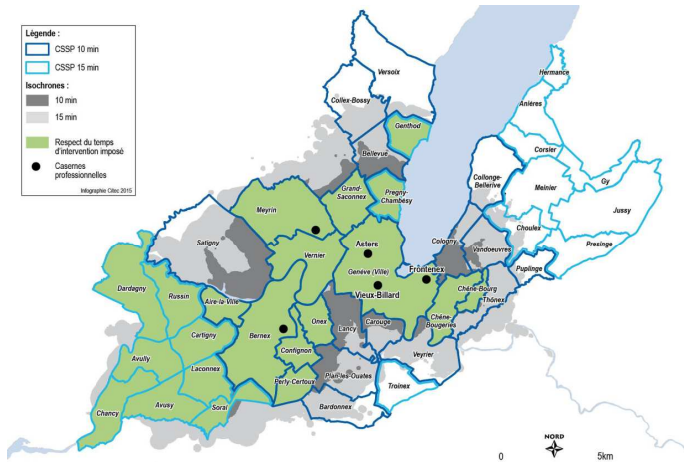 Légende :
CSSP 10 min
CSSP 15 min
Isochrones :
10 min
15 min
Respect du temps
d'intervention imposé
Casernes
professionnelles
Infographie Citec 2015
Versoix
Collex-Bossy
Hermance
Anières
Genthod
Bellevue
Corsier
Collonge-
Bellerive
Meinier
Gy
Jussy
Grand-
Saconnex
Pregny-
Chambésy
Meyrin
Choulex
Presinge
Satigny
Vernier
Asters
Cologny
Vandoeuvres
Genève (Ville)
Frontenex
Puplinge
Dardagny
Russin
Aire-la-Ville
Vieux-Billard
Chêne-Bourg
Thônex
Chêne-
Bougeries
Cartigny
Bernex
Onex
Lancy
Carouge
Avully
Confignon
Veyrier
Laconnex
Plan-les-Ouates
Perly-Certoux
Troinex
Chancy
Avusy
Soral
Bardonnex
NORD
0
5km